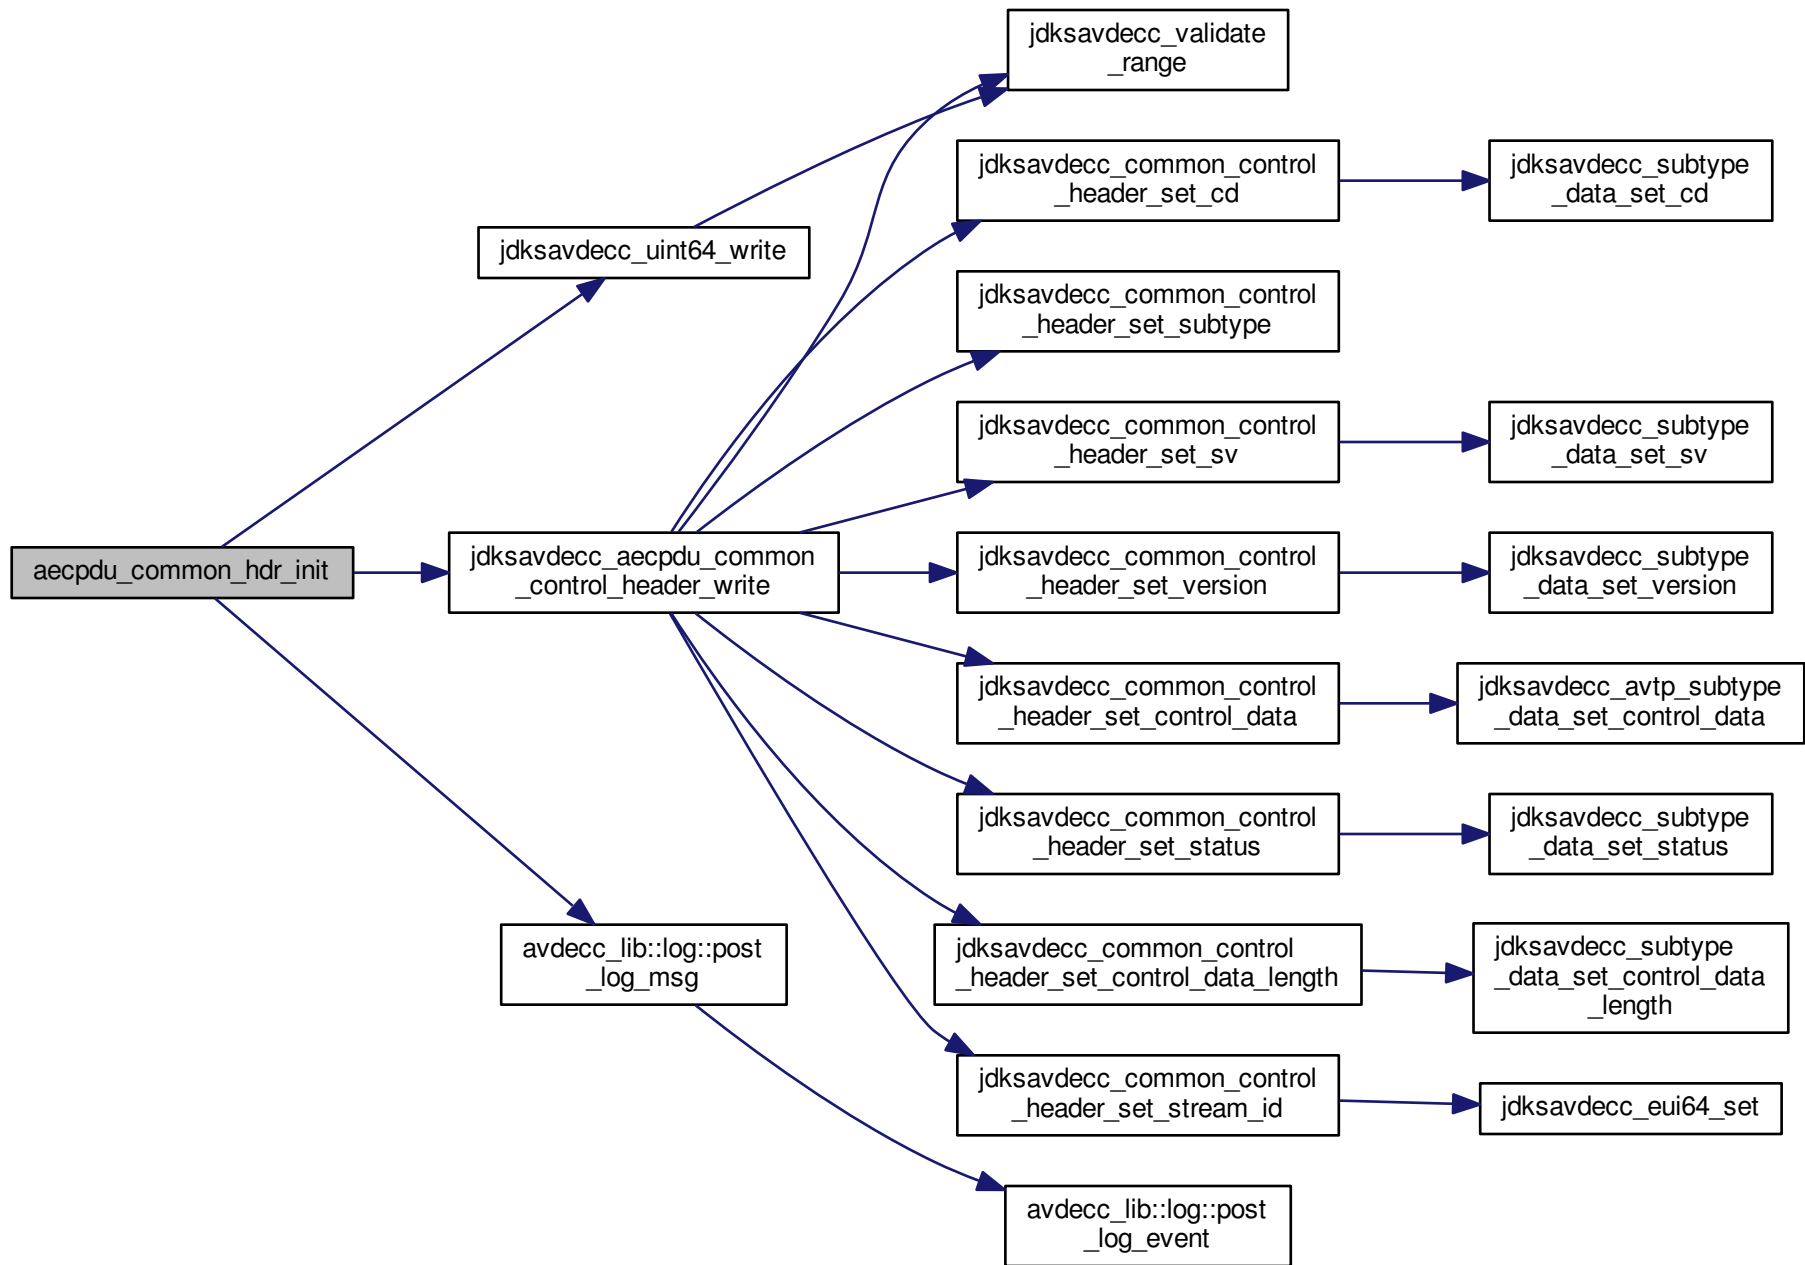 aecpdu_common_hdr_init
jdksavdecc_uint64_write
jdksavdecc_aecpdu_common
_control_header_write
avdecc_lib::log::post
_log_msg
jdksavdecc_validate
_range
jdksavdecc_common_control
_header_set_cd
jdksavdecc_common_control
_header_set_subtype
jdksavdecc_common_control
_header_set_sv
jdksavdecc_common_control
_header_set_version
jdksavdecc_common_control
_header_set_control_data
jdksavdecc_common_control
_header_set_status
jdksavdecc_common_control
_header_set_control_data_length
jdksavdecc_common_control
_header_set_stream_id
avdecc_lib::log::post
_log_event
jdksavdecc_subtype
_data_set_cd
jdksavdecc_subtype
_data_set_sv
jdksavdecc_subtype
_data_set_version
jdksavdecc_avtp_subtype
_data_set_control_data
jdksavdecc_subtype
_data_set_status
jdksavdecc_subtype
_data_set_control_data
_length
jdksavdecc_eui64_set